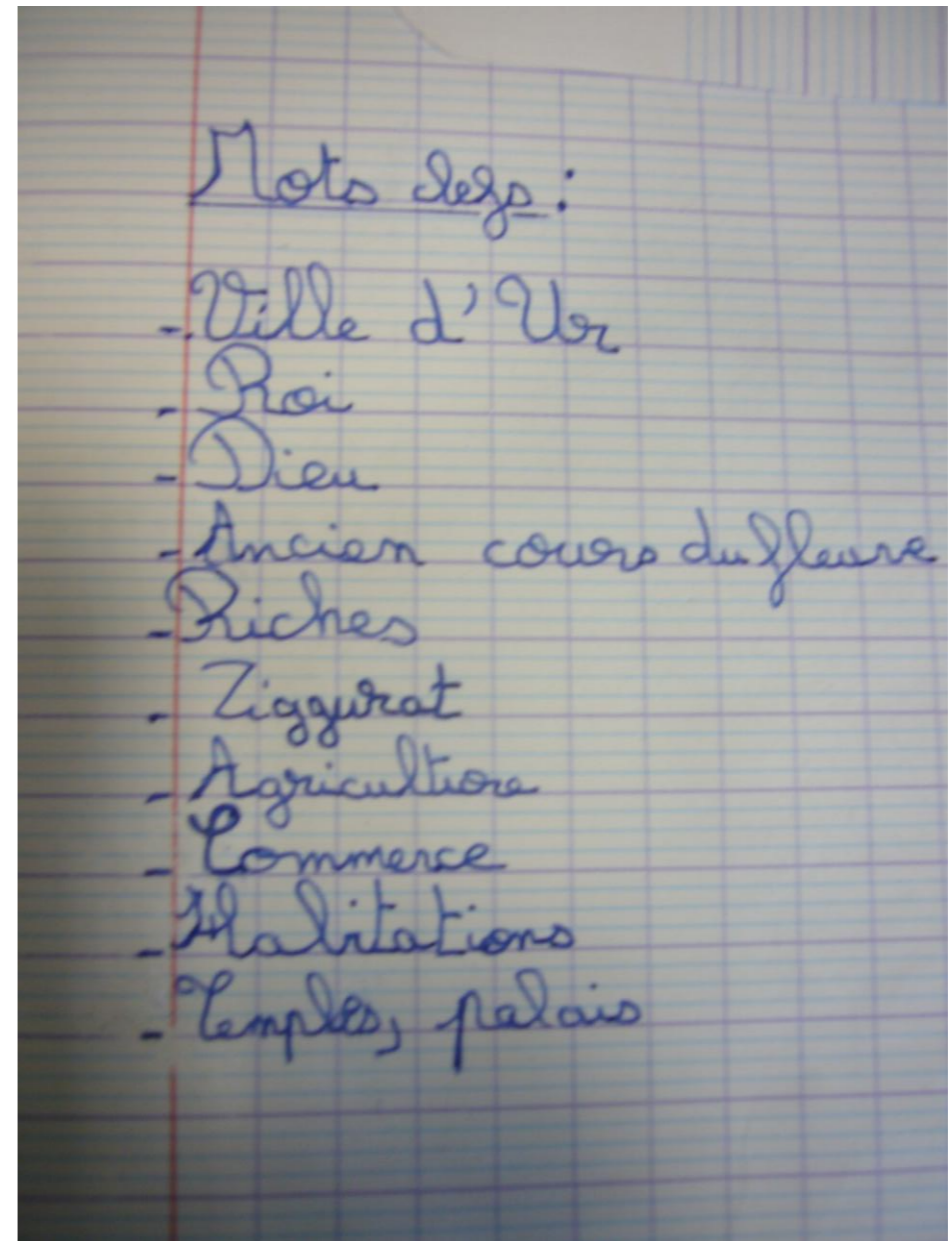 Mots clefs :
- Ville d'Ur
- Roi
- Dieu
- Ancien cours du fleuve
- Riches
- Ziggurat
- Agriculture
- Commerce
- Habitations
- Temples, palais